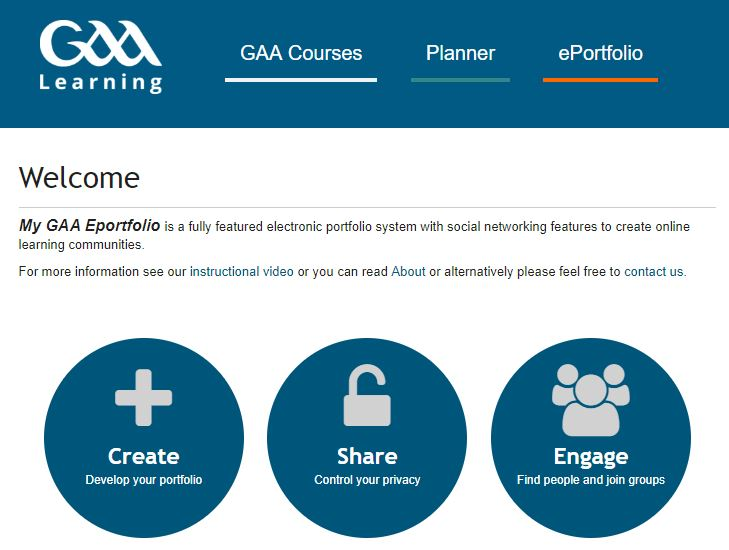 GAA
Learning
GAA Courses
Planner
ePortfolio
Welcome
My GAA Eportfolio is a fully featured electronic portfolio system with social networking features to create online
learning communities.
For more information see our instructional video or you can read About or alternatively please feel free to contact us.
Create
Develop your portfolio
Share
Control your privacy
Engage
Find people and join groups